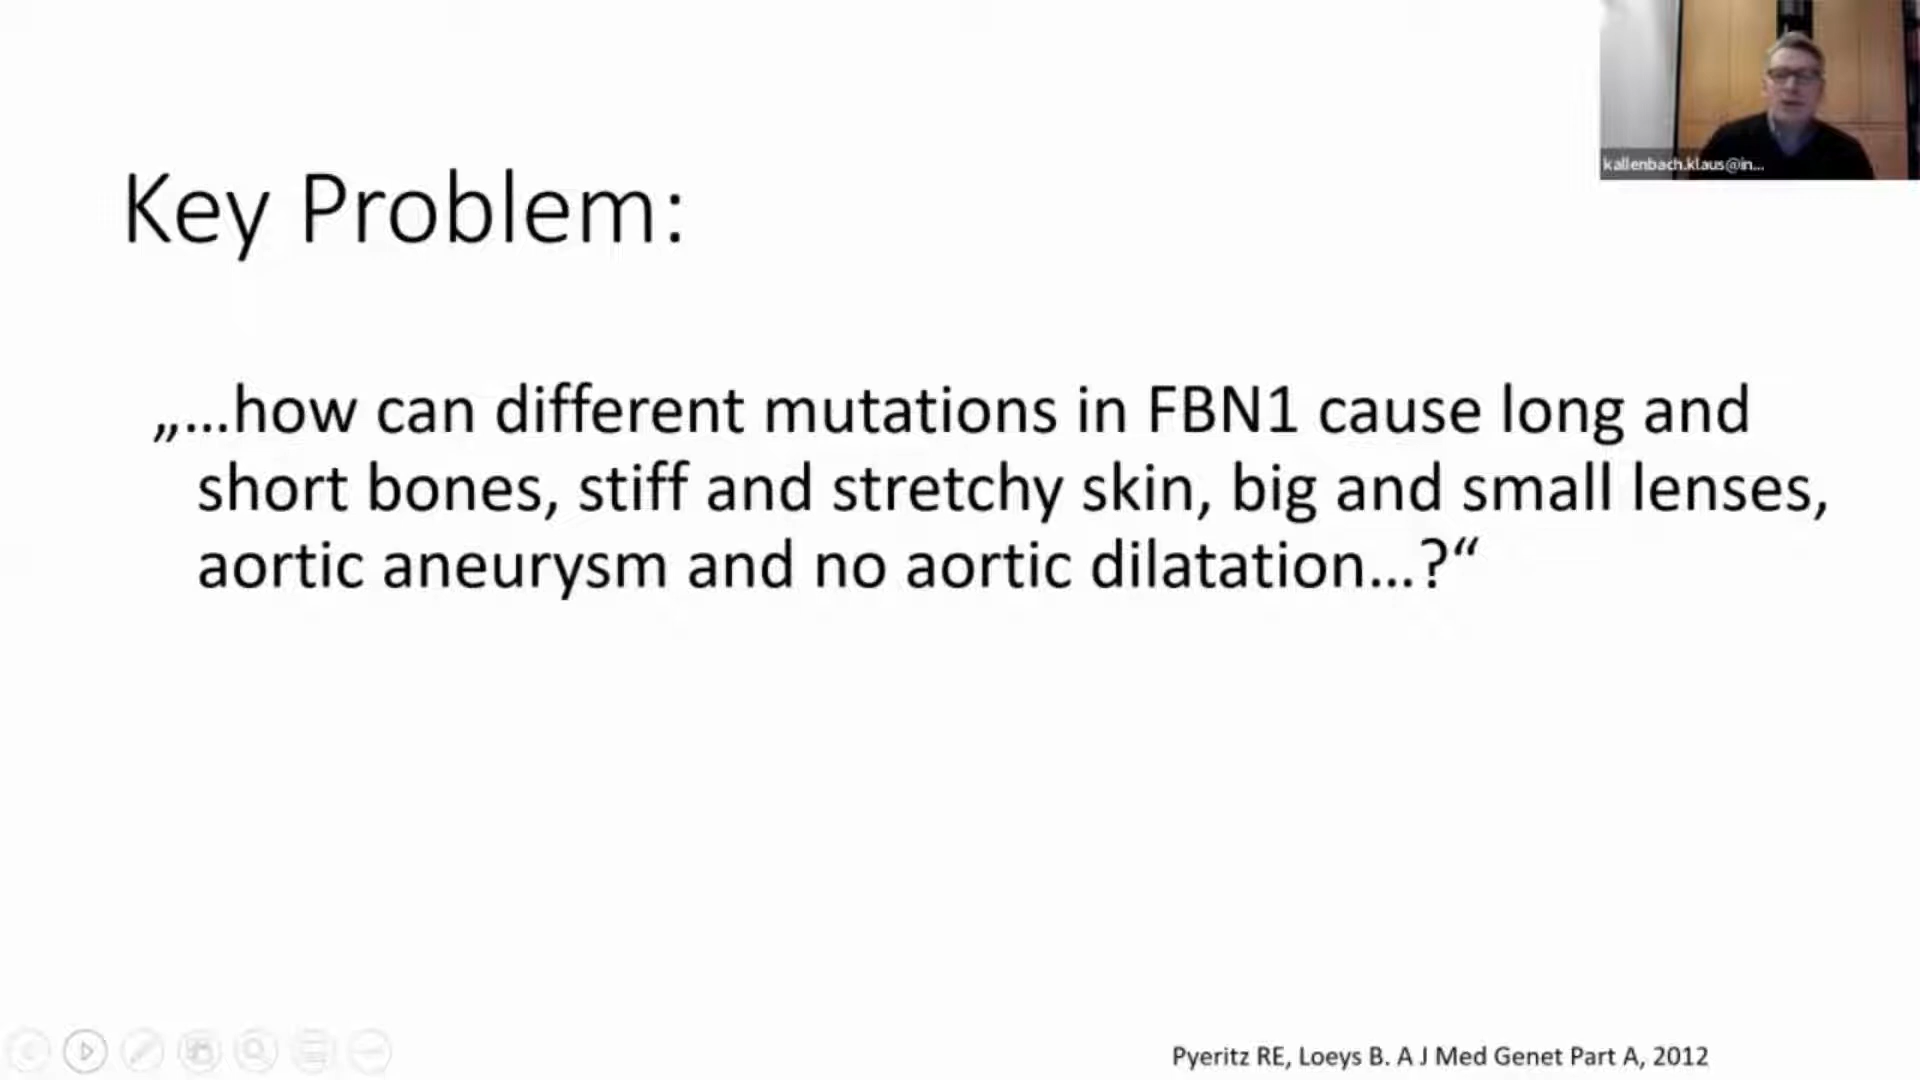 kallenbach.klaus@in...
Key Problem:
„...how can different mutations in FBN1 cause long and
short bones, stiff and stretchy skin, big and small lenses,
aortic aneurysm and no aortic dilatation...?“
Pyeritz RE, Loeys B. A J Med Genet Part A, 2012